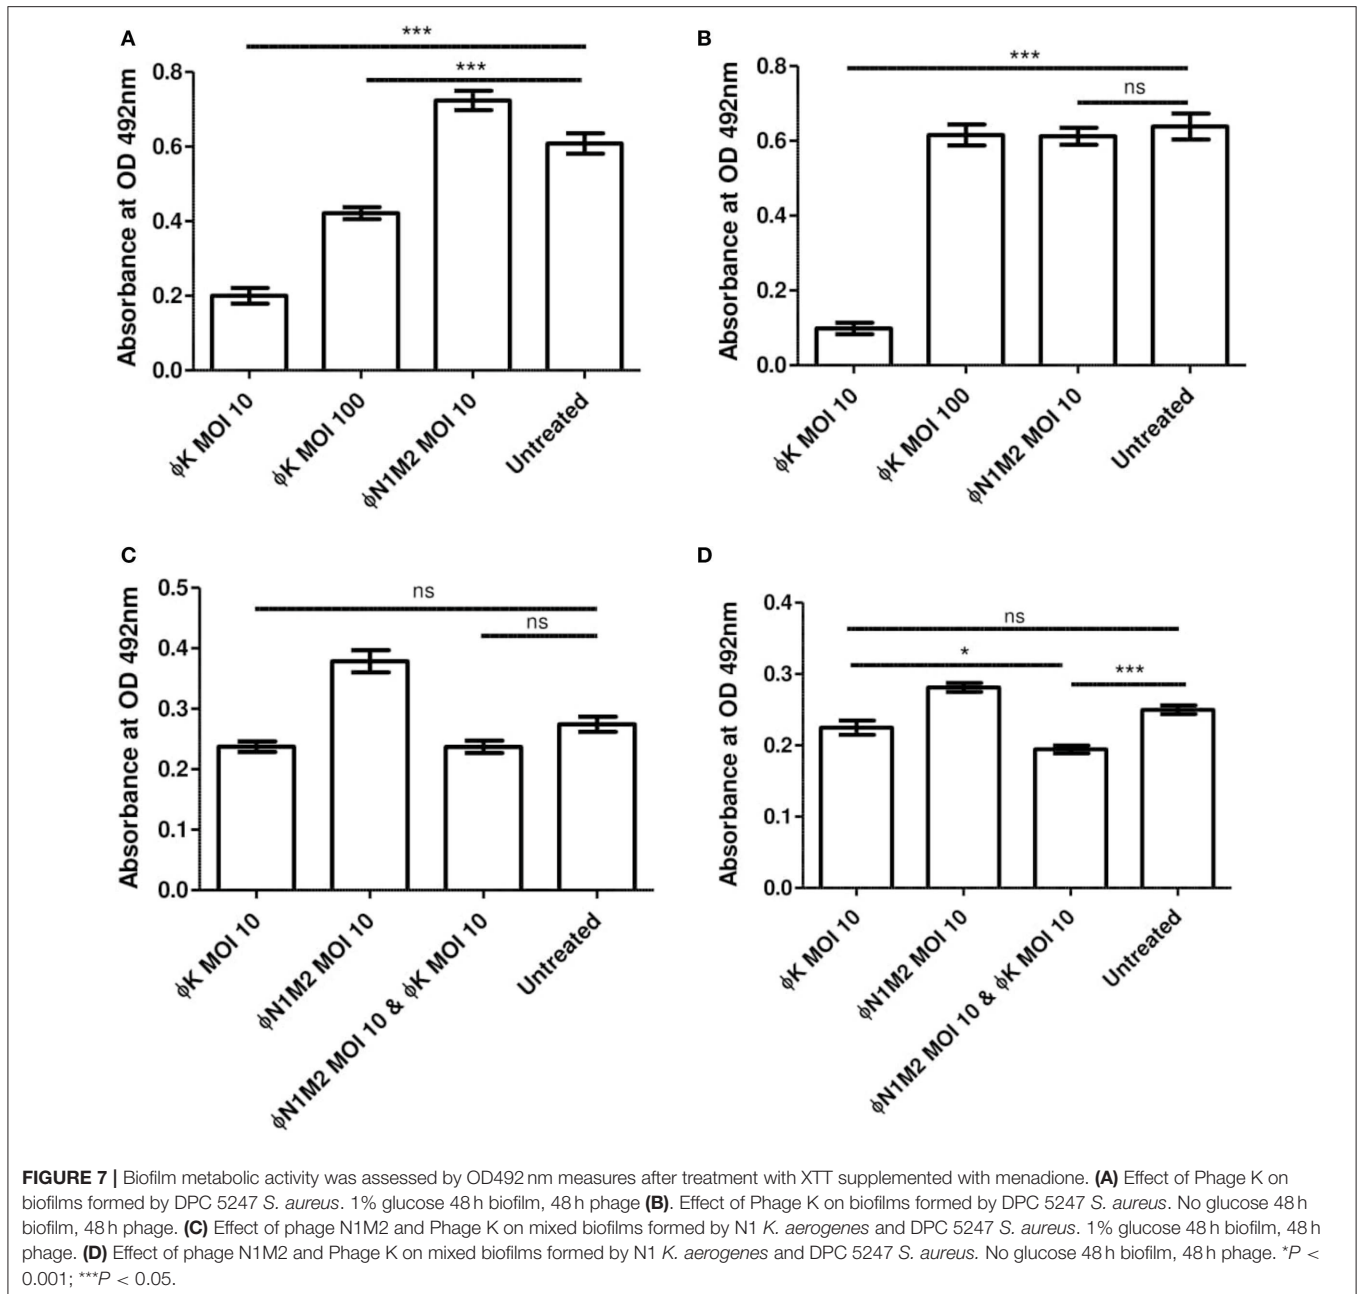 A
***
***
Absorbance at OD 492nm
0.8
0.6
0.4
0.2
0.0
ϕK MOI 10
ϕK MOI 100
ϕN1M2 MOI 10
Untreated
B
***
ns
Absorbance at OD 492nm
0.8
0.6
0.4
0.2
0.0
ϕK MOI 10
ϕK MOI 100
ϕN1M2 MOI 10
Untreated
C
ns
ns
Absorbance at OD 492nm
0.5
0.4
0.3
0.2
0.1
0.0
ϕK MOI 10
ϕN1M2 MOI 10
ϕN1M2 MOI 10 & ϕK MOI 10
Untreated
D
ns
*
***
Absorbance at OD 492nm
0.4
0.3
0.2
0.1
0.0
ϕK MOI 10
ϕN1M2 MOI 10
ϕN1M2 MOI 10 & ϕK MOI 10
Untreated
FIGURE 7 | Biofilm metabolic activity was assessed by OD492 nm measures after treatment with XTT supplemented with menadione. (A) Effect of Phage K on
biofilms formed by DPC 5247 S. aureus. 1% glucose 48 h biofilm, 48 h phage (B). Effect of Phage K on biofilms formed by DPC 5247 S. aureus. No glucose 48 h
biofilm, 48 h phage. (C) Effect of phage N1M2 and Phage K on mixed biofilms formed by N1 K. aerogenes and DPC 5247 S. aureus. 1% glucose 48 h biofilm, 48 h
phage. (D) Effect of phage N1M2 and Phage K on mixed biofilms formed by N1 K. aerogenes and DPC 5247 S. aureus. No glucose 48 h biofilm, 48 h phage. *P <
0.001; ***P < 0.05.